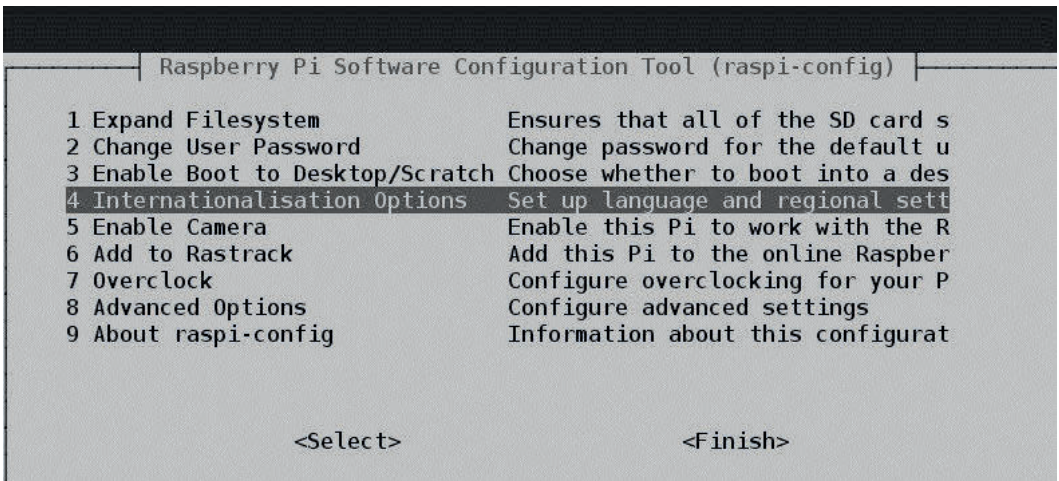 Raspberry Pi Software Configuration Tool (raspi-config)
1 Expand Filesystem Ensures that all of the SD card s
2 Change User Password Change password for the default u
3 Enable Boot to Desktop/Scratch Choose whether to boot into a des
4 Internationalisation Options Set up language and regional sett
5 Enable Camera Enable this Pi to work with the R
6 Add to Rastrack Add this Pi to the online Raspber
7 Overclock Configure overclocking for your P
8 Advanced Options Configure advanced settings
9 About raspi-config Information about this configurat
<Select> <Finish>